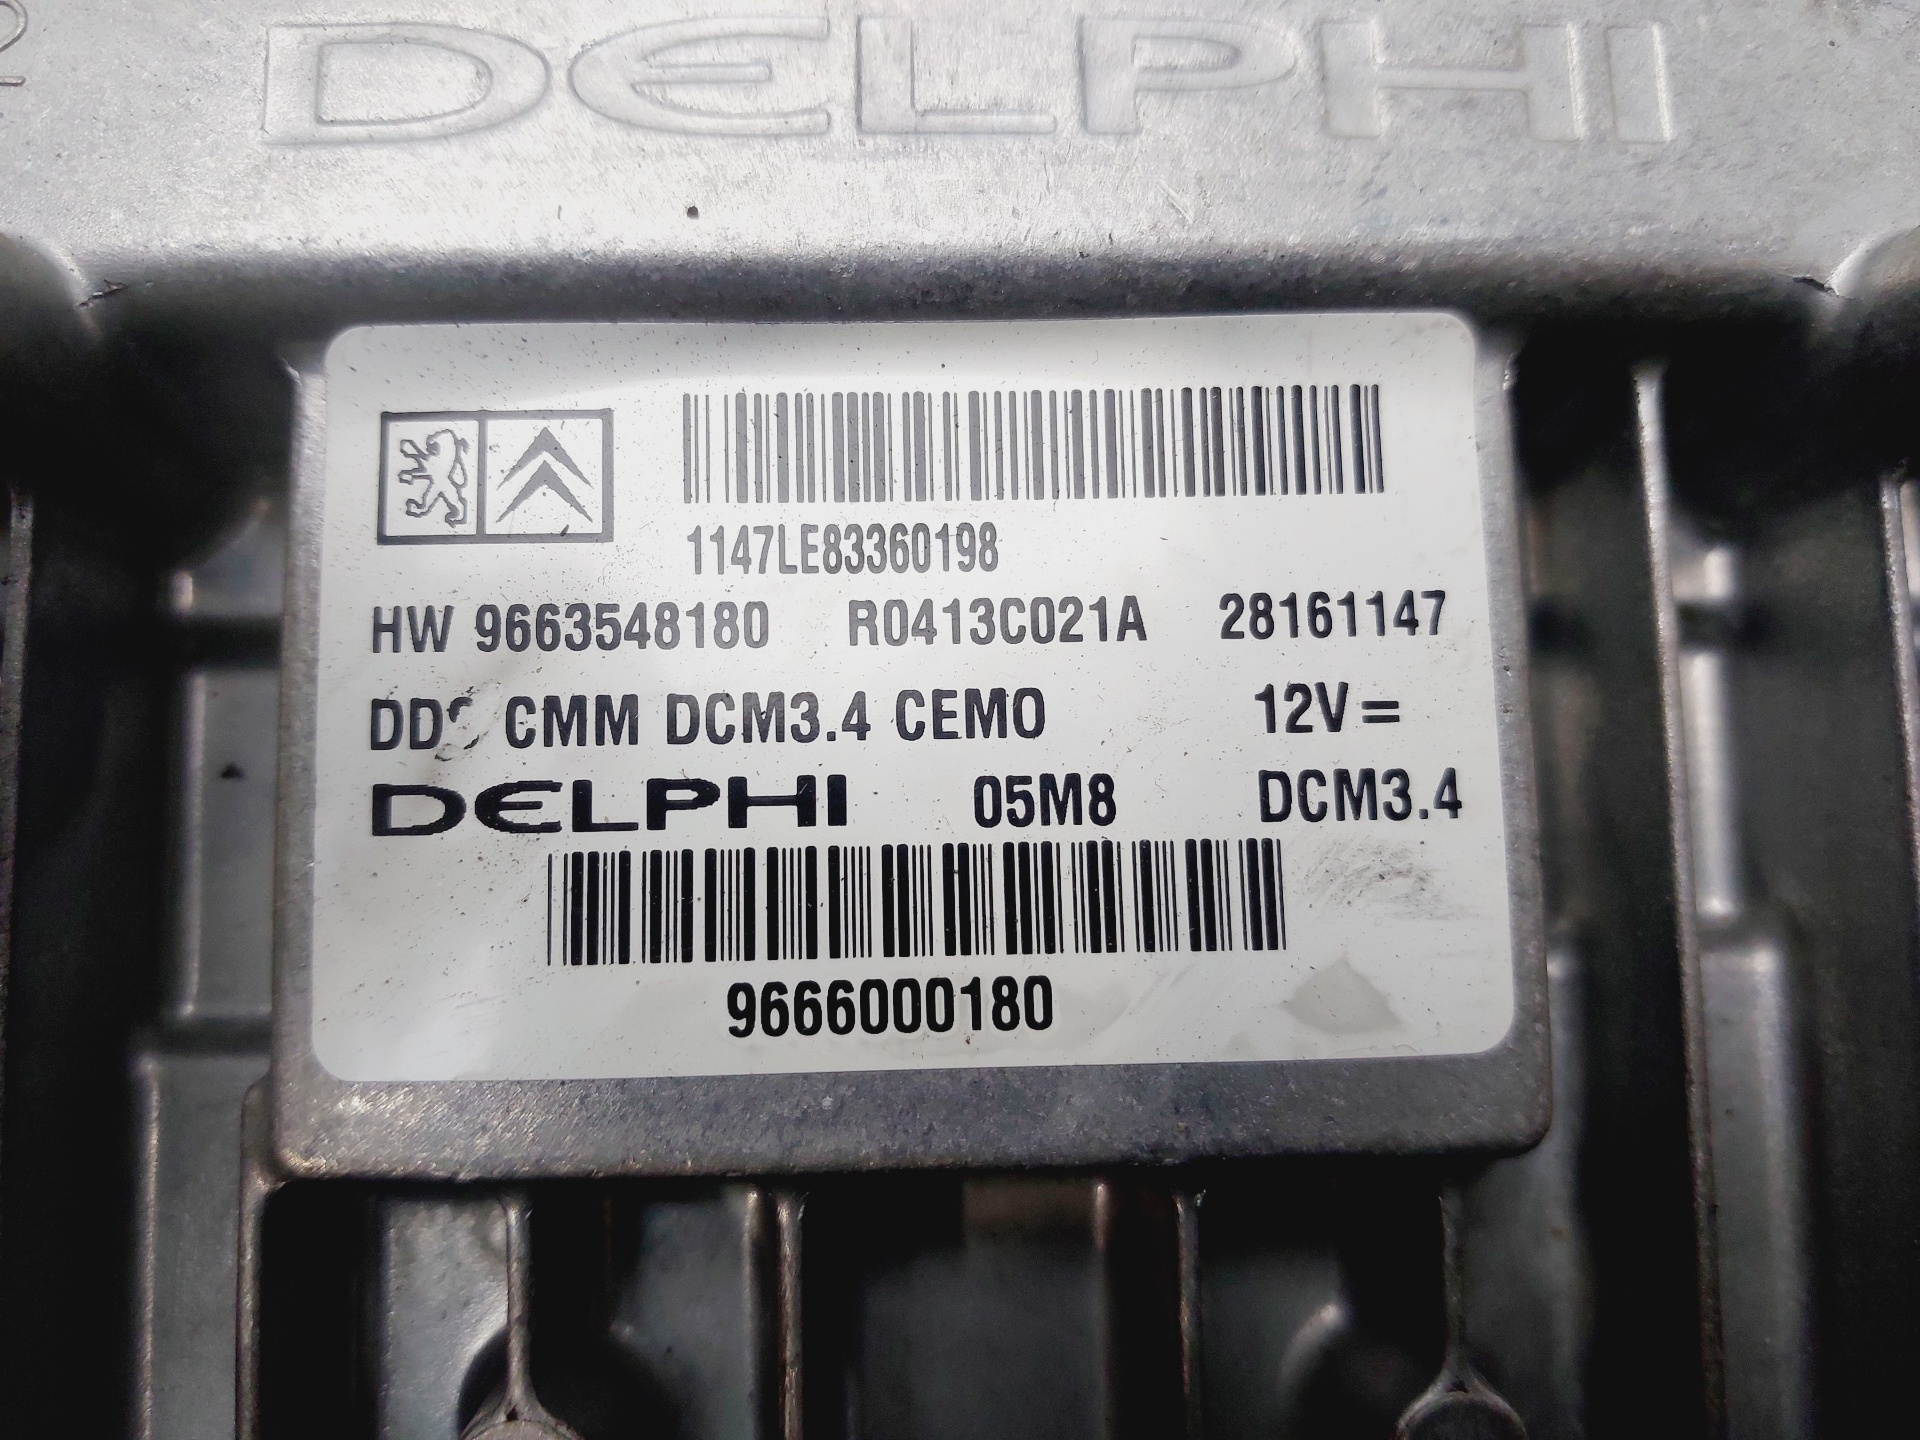 DELPHI
1147LE83360198
HW 9663548180 R0413C021A 28161147
CMM DCM3.4 CEMO 12V=
DELPHI 05M8 DCM3.4
9666000180